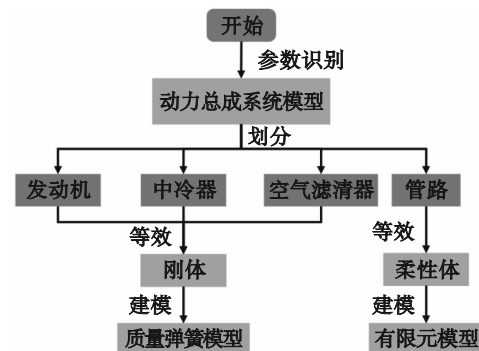 开始
参数识别
动力总成系统模型
划分
发动机
中冷器
空气滤清器
管路
等效
等效
刚体
柔性体
建模
建模
质量弹簧模型
有限元模型